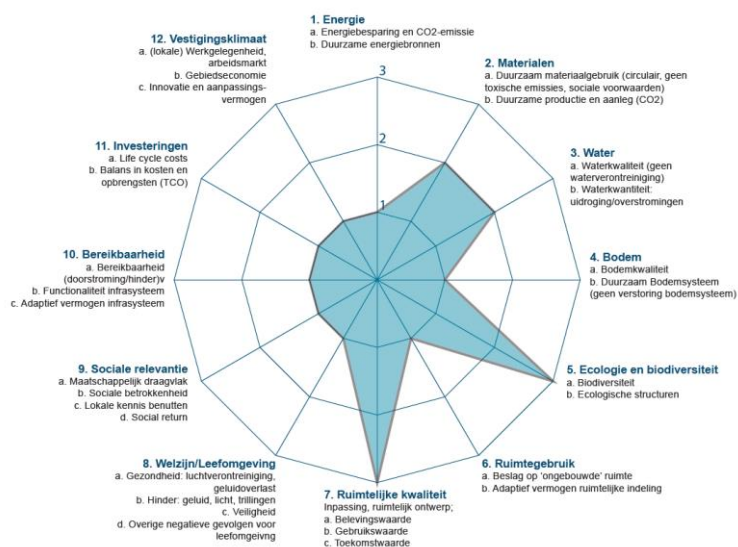 1. Energie
a. Energiebesparing en CO2-emissie
b. Duurzame energiebronnen
2. Materialen
a. Duurzaam materiaalgebruik (circulair, geen
toxische emissies, sociale voorwaarden)
b. Duurzame productie en aanleg (CO2)
3. Water
a. Waterkwaliteit (geen
waterverontreiniging)
b. Waterkwantiteit:
uidroging/overstromingen
4. Bodem
a. Bodemkwaliteit
b. Duurzaam Bodemsysteem
(geen verstoring bodemsysteem)
5. Ecologie en biodiversiteit
a. Biodiversiteit
b. Ecologische structuren
6. Ruimtegebruik
a. Beslag op 'ongebouwde' ruimte
b. Adaptief vermogen ruimtelijke indeling
7. Ruimtelijke kwaliteit
Inpassing, ruimtelijk ontwerp;
a. Belevingswaarde
b. Gebruikswaarde
c. Toekomstwaarde
8. Welzijn/Leefomgeving
a. Gezondheid: luchtverontreiniging,
geluidoverlast
b. Hinder: geluid, licht, trillingen
c. Veiligheid
d. Overige negatieve gevolgen voor
leefomgeivng
9. Sociale relevantie
a. Maatschappelijk draagvlak
b. Sociale betrokkenheid
c. Lokale kennis benutten
d. Social return
10. Bereikbaarheid
a. Bereikbaarheid
(doorstroming/hinder)v
b. Functionaliteit infrasysteem
c. Adaptief vermogen infrasysteem
11. Investeringen
a. Life cycle costs
b. Balans in kosten en
opbrengsten (TCO)
12. Vestigingsklimaat
a. (lokale) Werkgelegenheid,
arbeidsmarkt
b. Gebiedseconomie
c. Innovatie en aanpassings-
vermogen
3
2
1